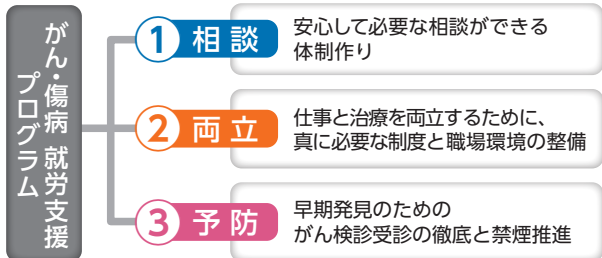 がん・傷病 就労支援
プログラム
1 相談
安心して必要な相談ができる
体制作り
2 両立
仕事と治療を両立するために、
真に必要な制度と職場環境の整備
3 予防
早期発見のための
がん検診受診の徹底と禁煙推進